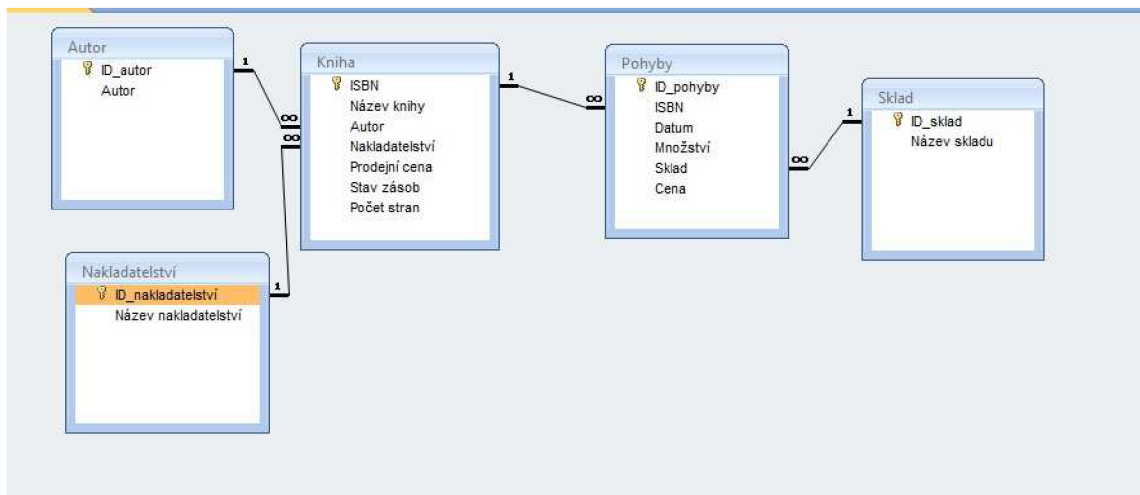 Autor
ID_autor
Autor
1
∞
Kniha
ISBN
Název knihy
Autor
Nakladatelství
Prodejní cena
Stav zásob
Počet stran
∞
1
∞
Pohyby
ID_pohyby
ISBN
Datum
Množství
Sklad
Cena
∞
1
Sklad
ID_sklad
Název skladu
Nakladatelství
ID_nakladatelství
Název nakladatelství
1